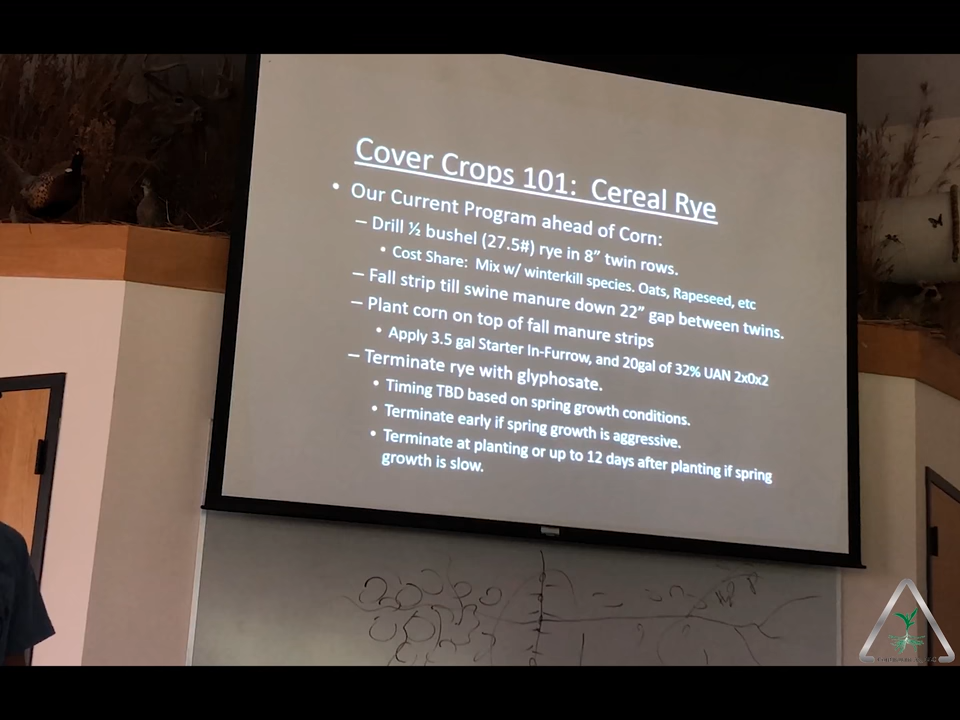 Cover Crops 101: Cereal Rye
• Our Current Program ahead of Corn:
– Drill ½ bushel (27.5#) rye in 8” twin rows.
• Cost Share: Mix w/ winterkill species. Oats, Rapeseed, etc
– Fall strip till swine manure down 22” gap between twins.
– Plant corn on top of fall manure strips
• Apply 3.5 gal Starter In-Furrow, and 20gal of 32% UAN 2x0x2
– Terminate rye with glyphosate.
• Timing TBD based on spring growth conditions.
• Terminate early if spring growth is aggressive.
• Terminate at planting or up to 12 days after planting if spring
growth is slow.